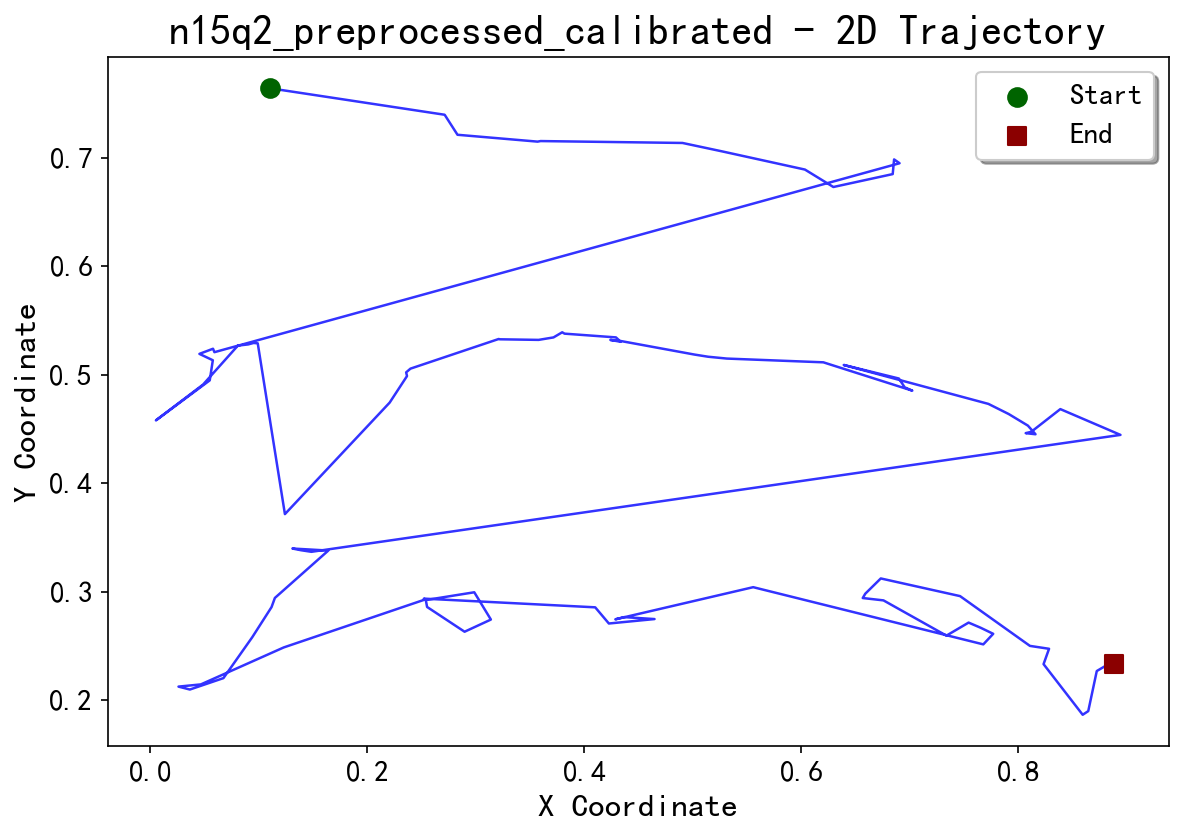 n15q2_preprocessed_calibrated - 2D Trajectory
Start
End
Y Coordinate
0.7
0.6
0.5
0.4
0.3
0.2
0.0 0.2 0.4 0.6 0.8
X Coordinate